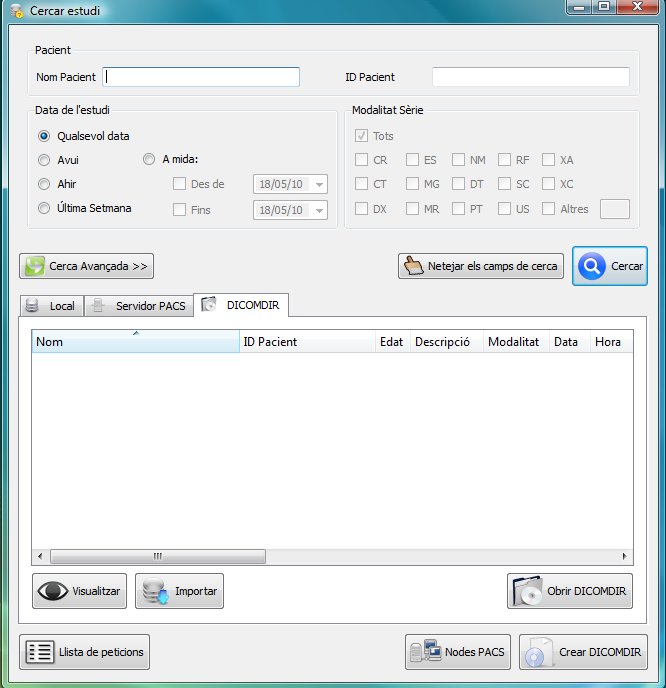 Cercar estudi
Pacient
Nom Pacient ID Pacient
Data de l'estudi Modalitat Sèrie
Qualsevol data Tots
Avui A mida: CR ES NM RF XA
Ahir Des de 18/05/10 CT MG DT SC XC
Última Setmana Fins 18/05/10 DX MR PT US Altres
Cerca Avançada >> Netejar els camps de cerca Cercar
Local Servidor PACS DICOMDIR
Nom ID Pacient Edat Descripció Modalitat Data Hora
Visualitzar Importar Obrir DICOMDIR
Llista de peticions Nodes PACS Crear DICOMDIR